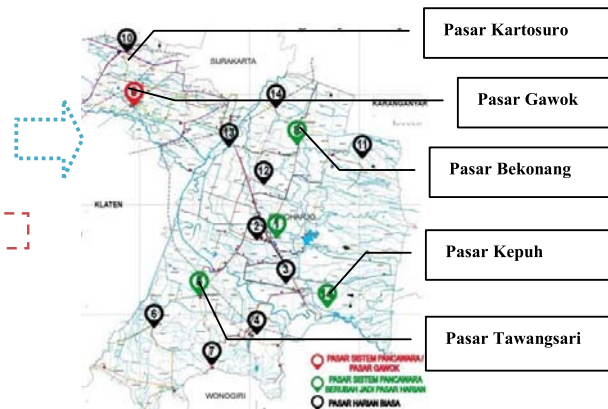 Pasar Kartosuro
10
SURAKARTA
14
KARANGANYAR
Pasar Gawok
13
11
Pasar Bekonang
12
KLATEN
2
1
3
Pasar Kepuh
6
4
7
Pasar Tawangsari
WONOGIRI
PASAR SISTEM PANCAWARA /
PASAR GAWOK
PASAR SISTEM PANCAWARA
BERUBAH JADI PASAR HARIAN
PASAR HARIAN BIASA